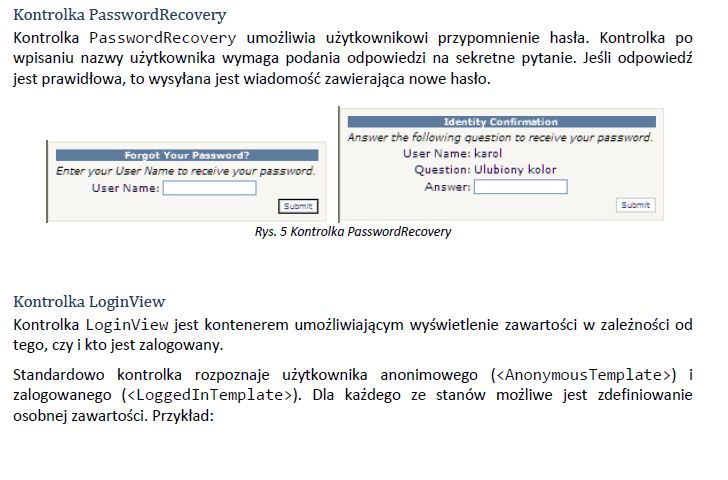 Kontrolka PasswordRecovery
Kontrolka PasswordRecovery umożliwia użytkownikowi przypomnienie hasła. Kontrolka po
wpisaniu nazwy użytkownika wymaga podania odpowiedzi na sekretne pytanie. Jeśli odpowiedź
jest prawidłowa, to wysyłana jest wiadomość zawierająca nowe hasło.
Forgot Your Password?
Enter your User Name to receive your password.
User Name:
Submit
Identity Confirmation
Answer the following question to receive your password.
User Name: karol
Question: Ulubiony kolor
Answer:
Submit
Rys. 5 Kontrolka PasswordRecovery
Kontrolka LoginView
Kontrolka LoginView jest kontenerem umożliwiającym wyświetlenie zawartości w zależności od
tego, czy i kto jest zalogowany.
Standardowo kontrolka rozpoznaje użytkownika anonimowego (<AnonymousTemplate>) i
zalogowanego (<LoggedInTemplate>). Dla każdego ze stanów możliwe jest zdefiniowanie
osobnej zawartości. Przykład: